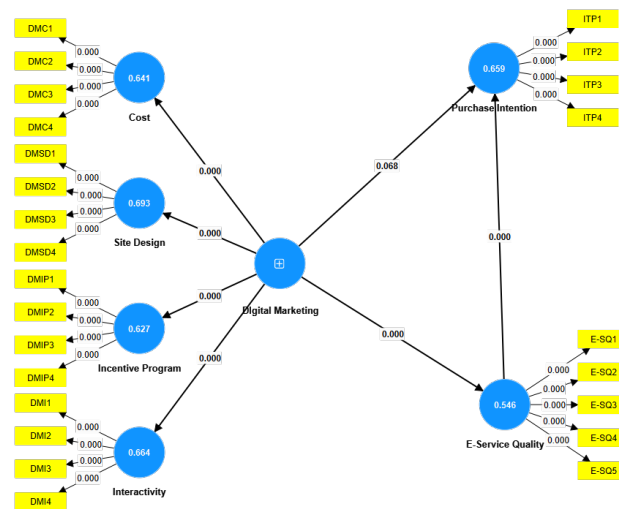 DMC1
0.000
DMC2
0.000
DMC3
0.000
DMC4
0.000
0.641
Cost
DMSD1
0.000
DMSD2
0.000
DMSD3
0.000
DMSD4
0.000
0.693
Site Design
DMIP1
0.000
DMIP2
0.000
DMIP3
0.000
DMIP4
0.000
0.627
Incentive Program
DMI1
0.000
DMI2
0.000
DMI3
0.000
DMI4
0.000
0.664
Interactivity
0.000
0.000
0.000
0.000
DIgital Marketing
0.068
0.000
0.000
0.659
Purchase Intention
ITP1
0.000
ITP2
0.000
ITP3
0.000
ITP4
0.000
0.546
E-Service Quality
E-SQ1
0.000
E-SQ2
0.000
E-SQ3
0.000
E-SQ4
0.000
E-SQ5
0.000